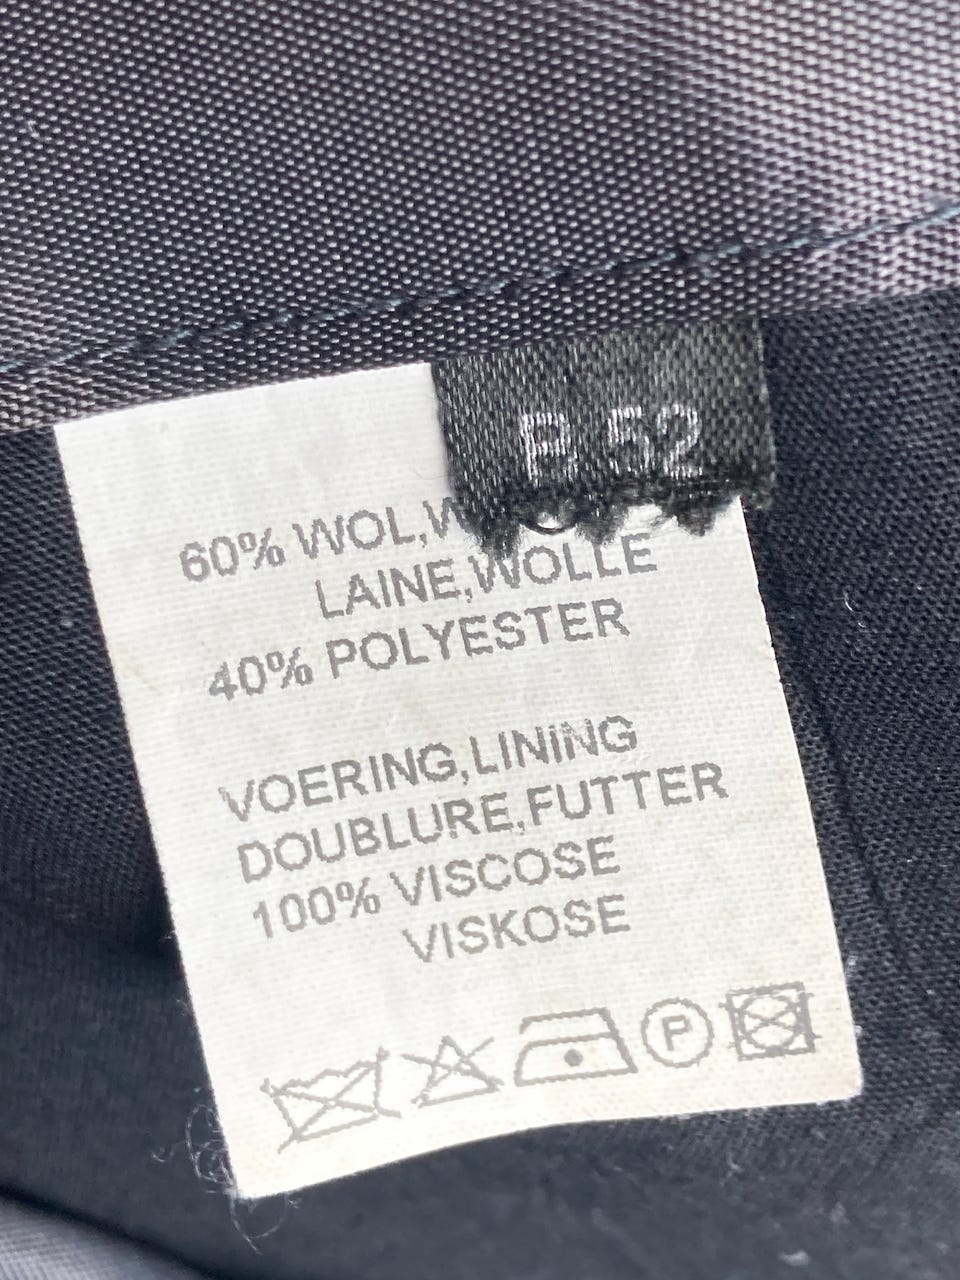 B 52
60% WOL,
LAINE,WOLLE
40% POLYESTER
VOERING,LINING
DOUBLURE,FUTTER
100% VISCOSE
VISKOSE
P